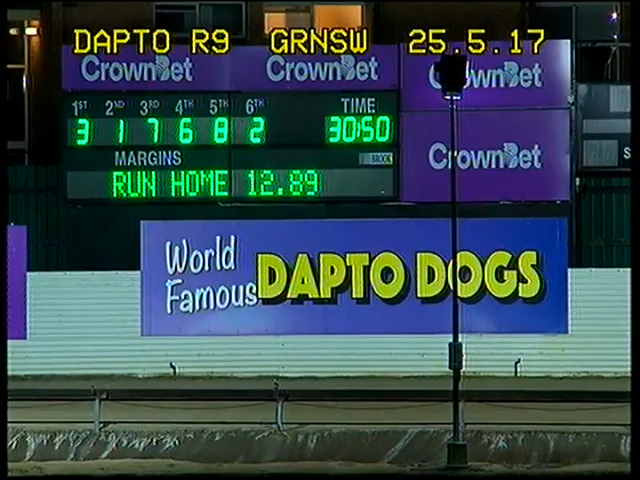 DAPTO R9 GRNSW 25.5.17
CrownBet CrownBet CrownBet
1ST 2ND 3RD 4TH 5TH 6TH TIME
3 1 7 6 8 2 30:50
MARGINS BROOK
RUN HOME 12.89
CrownBet
World Famous DAPTO DOGS